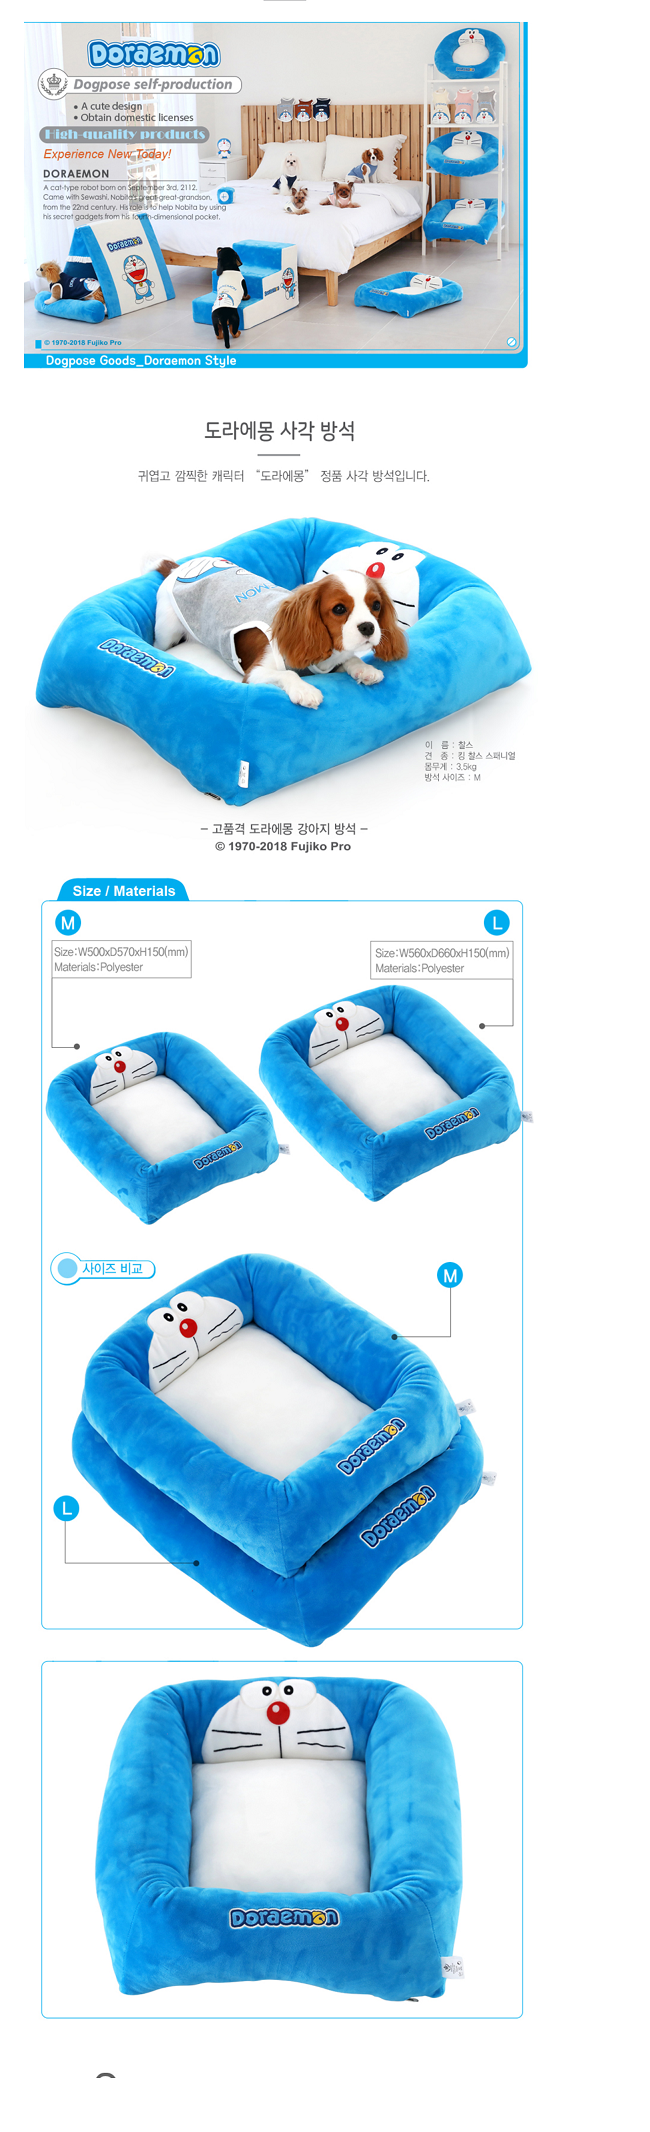 Doraemon
Dogpose self-production
• A cute design
• Obtain domestic licenses
High-quality products
Experience New Today!
DORAEMON
A cat-type robot born on September 3rd, 2112.
Came with Sewashi, Nobita's great-great-grandson,
from the 22nd century. His role is to help Nobita by using
his secret gadgets from his fourth-dimensional pocket.
Doraemon
© 1970-2018 Fujiko Pro
Dogpose Goods_Doraemon Style
도라에몽 사각 방석
귀엽고 깜찍한 캐릭터 “도라에몽” 정품 사각 방석입니다.
MON
Doraemon
이 름 : 찰스
견 종 : 킹 찰스 스패니얼
몸무게 : 3.5kg
방석 사이즈 : M
– 고품격 도라에몽 강아지 방석 –
© 1970-2018 Fujiko Pro
Size / Materials
M
L
Size:W500xD570xH150(mm)
Materials:Polyester
Size:W560xD660xH150(mm)
Materials:Polyester
Doraemon
Doraemon
사이즈 비교
M
Doraemon
Doraemon
L
Doraemon